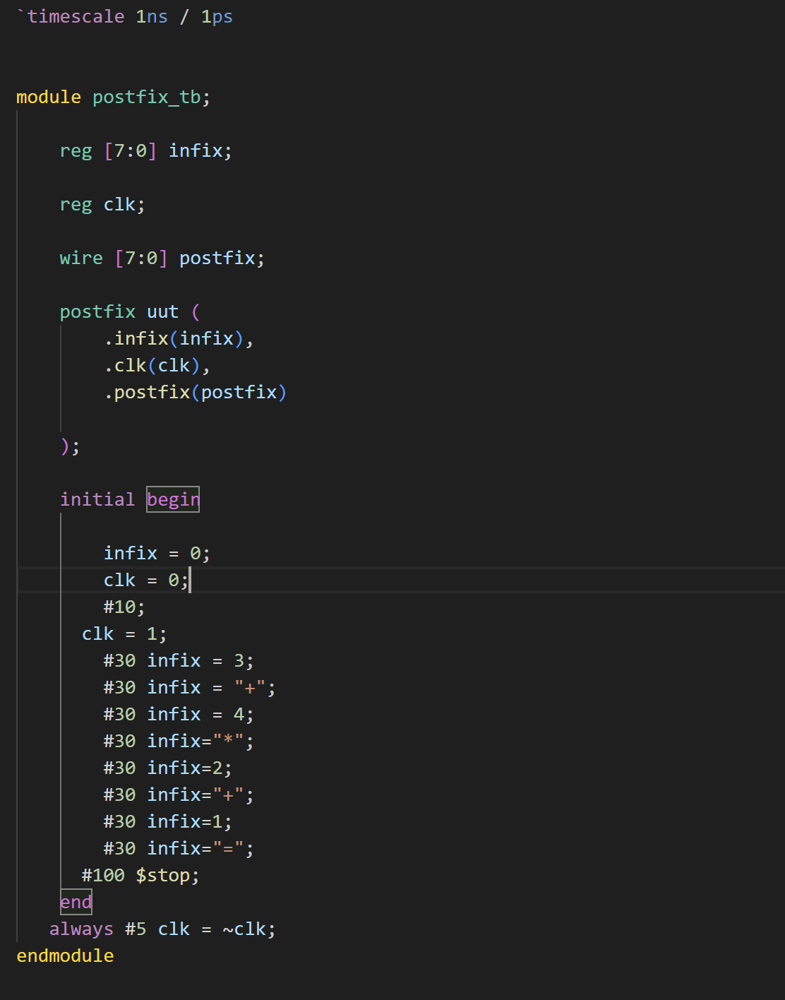 `timescale 1ns / 1ps
module postfix_tb;
reg [7:0] infix;
reg clk;
wire [7:0] postfix;
postfix uut (
.infix(infix),
.clk(clk),
.postfix(postfix)
);
initial begin
infix = 0;
clk = 0;
#10;
clk = 1;
#30 infix = 3;
#30 infix = "+";
#30 infix = 4;
#30 infix="*";
#30 infix=2;
#30 infix="+";
#30 infix=1;
#30 infix="=";
#100 $stop;
end
always #5 clk = ~clk;
endmodule